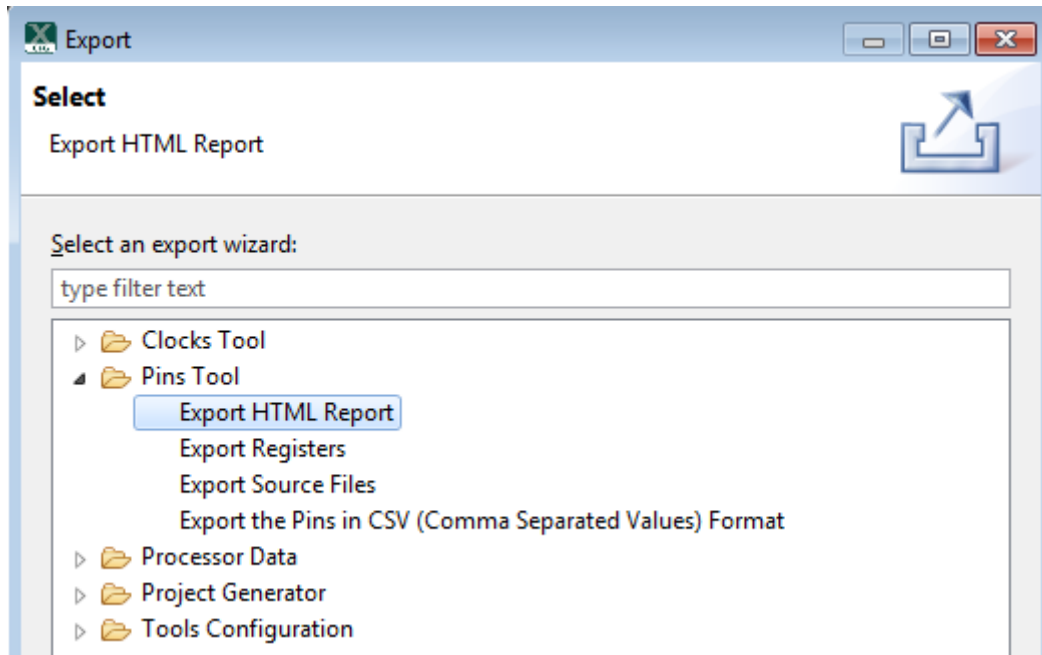 Export
Select
Export HTML Report
Select an export wizard:
type filter text
Clocks Tool
Pins Tool
Export HTML Report
Export Registers
Export Source Files
Export the Pins in CSV (Comma Separated Values) Format
Processor Data
Project Generator
Tools Configuration